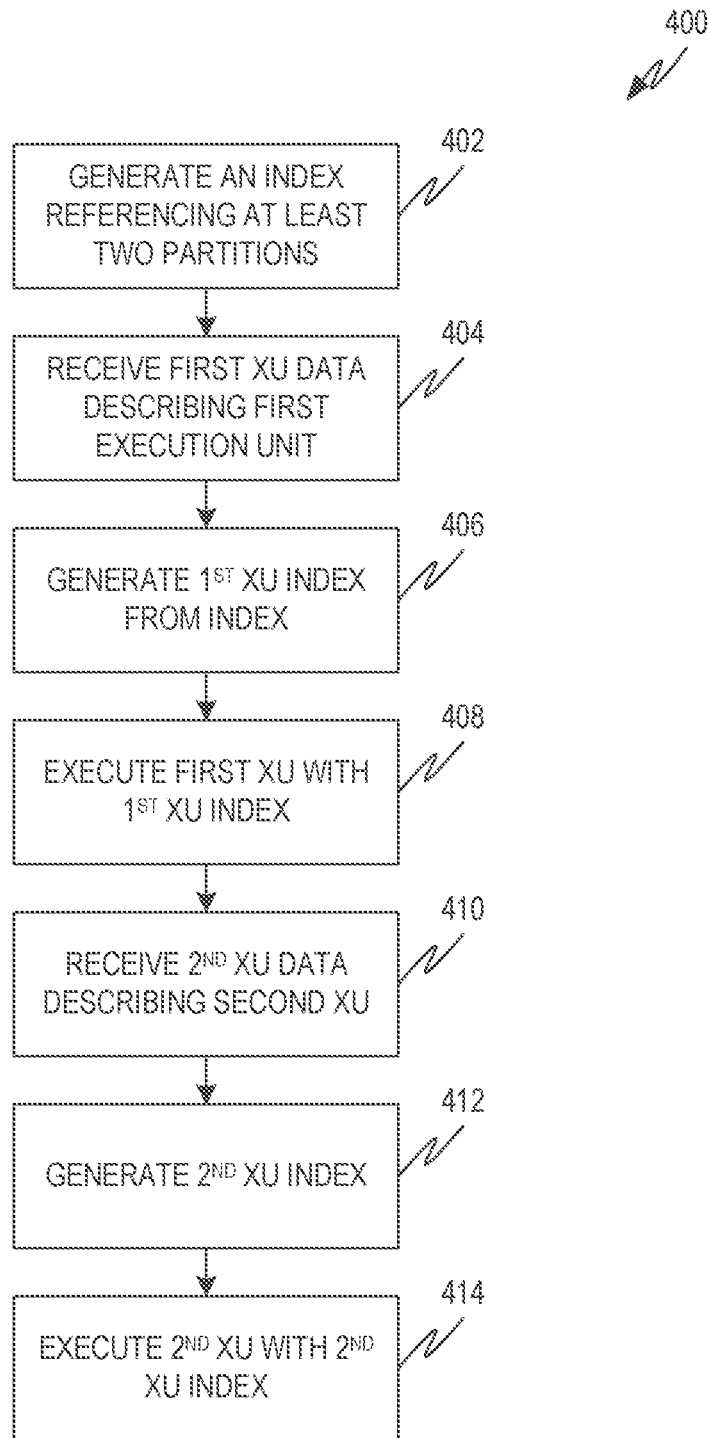 400
402
GENERATE AN INDEX
REFERENCING AT LEAST
TWO PARTITIONS
404
RECEIVE FIRST XU DATA
DESCRIBING FIRST
EXECUTION UNIT
406
GENERATE 1ST XU INDEX
FROM INDEX
408
EXECUTE FIRST XU WITH
1ST XU INDEX
410
RECEIVE 2ND XU DATA
DESCRIBING SECOND XU
412
GENERATE 2ND XU INDEX
414
EXECUTE 2ND XU WITH 2ND
XU INDEX